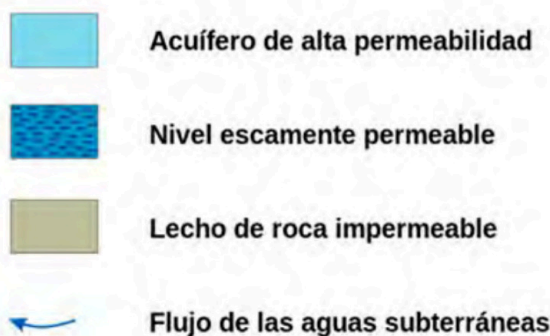 Acuífero de alta permeabilidad
Nivel escamente permeable
Lecho de roca impermeable
Flujo de las aguas subterráneas